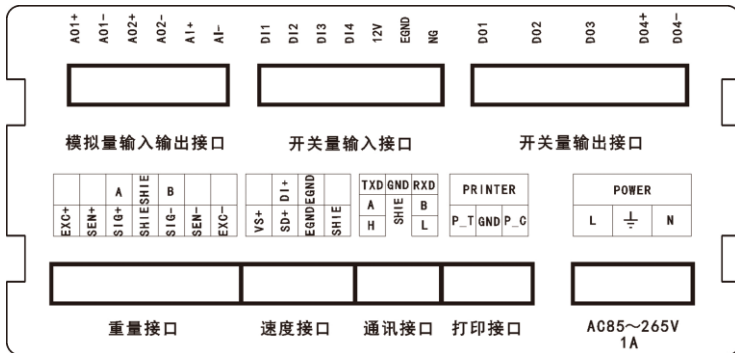 AO1+ AO1- AO2+ AO2- AI+ AI- DI1 DI2 DI3 DI4 12V EGND NG DO1 DO2 DO3 DO4+ DO4-
模拟量输入输出接口 开关量输入接口 开关量输出接口
A SHIE B DI+ EGND TXD GND RXD PRINTER POWER
EXC+ SEN+ SIG+ SHIE SIG- SEN- EXC- VS+ SD+ EGND SHIE A SHIE B P_T GND P_C L N
H L
重量接口 速度接口 通讯接口 打印接口 AC85～265V
1A